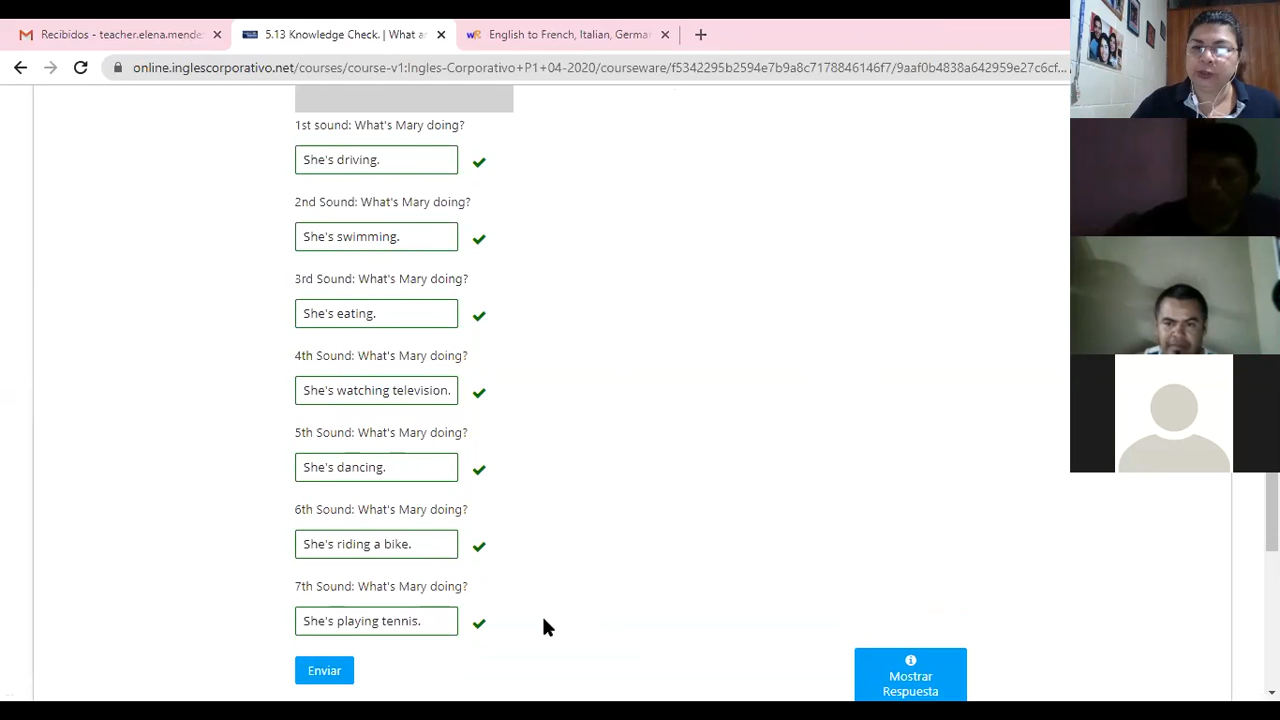 Recibidos - teacher.elena.mende
5.13 Knowledge Check. | What a
English to French, Italian, Germa
online.inglescorporativo.net/courses/course-v1:Ingles-Corporativo+P1+04-2020/courseware/f5342295b2594e7b9a8c7178846146f7/9aaf0b4838a642959e27c6cf...
1st sound: What's Mary doing?
She's driving.
2nd Sound: What's Mary doing?
She's swimming.
3rd Sound: What's Mary doing?
She's eating.
4th Sound: What's Mary doing?
She's watching television.
5th Sound: What's Mary doing?
She's dancing.
6th Sound: What's Mary doing?
She's riding a bike.
7th Sound: What's Mary doing?
She's playing tennis.
Enviar
Mostrar
Respuesta